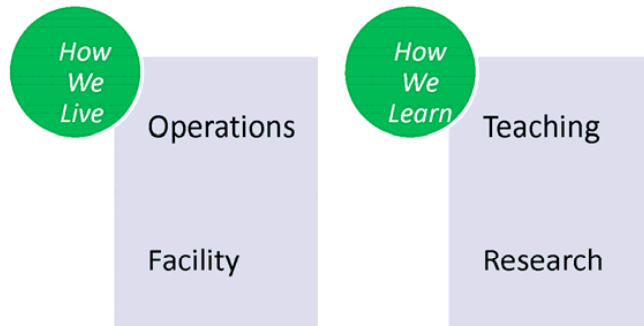 How
We
Live
Operations
Facility
How
We
Learn
Teaching
Research